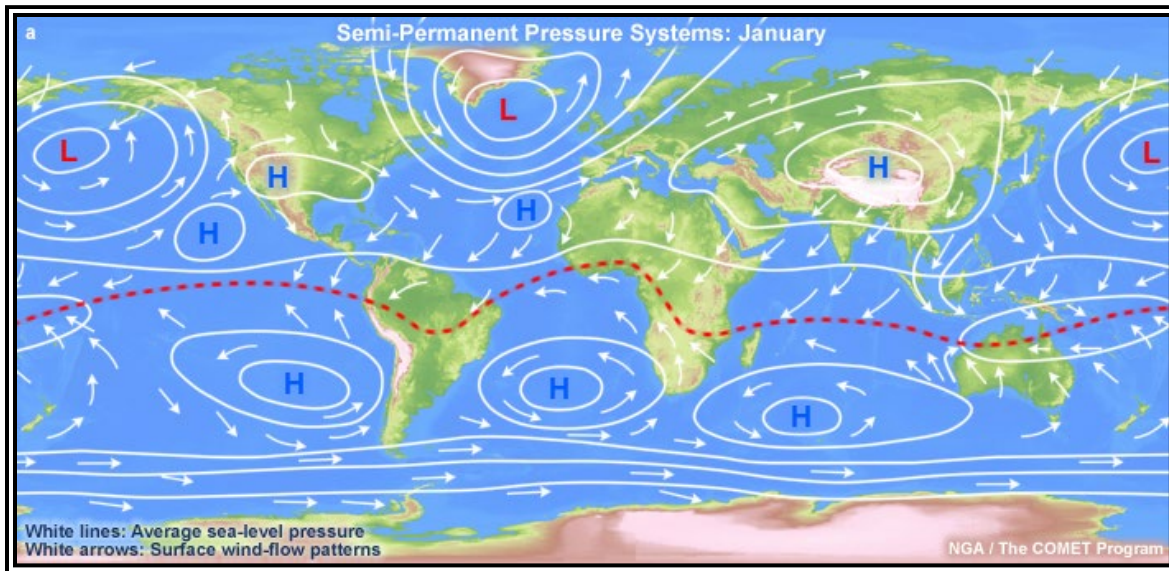 a
Semi-Permanent Pressure Systems: January
L
H
L
H
H
H
L
H
H
H
White lines: Average sea-level pressure
White arrows: Surface wind-flow patterns
NGA / The COMET Program